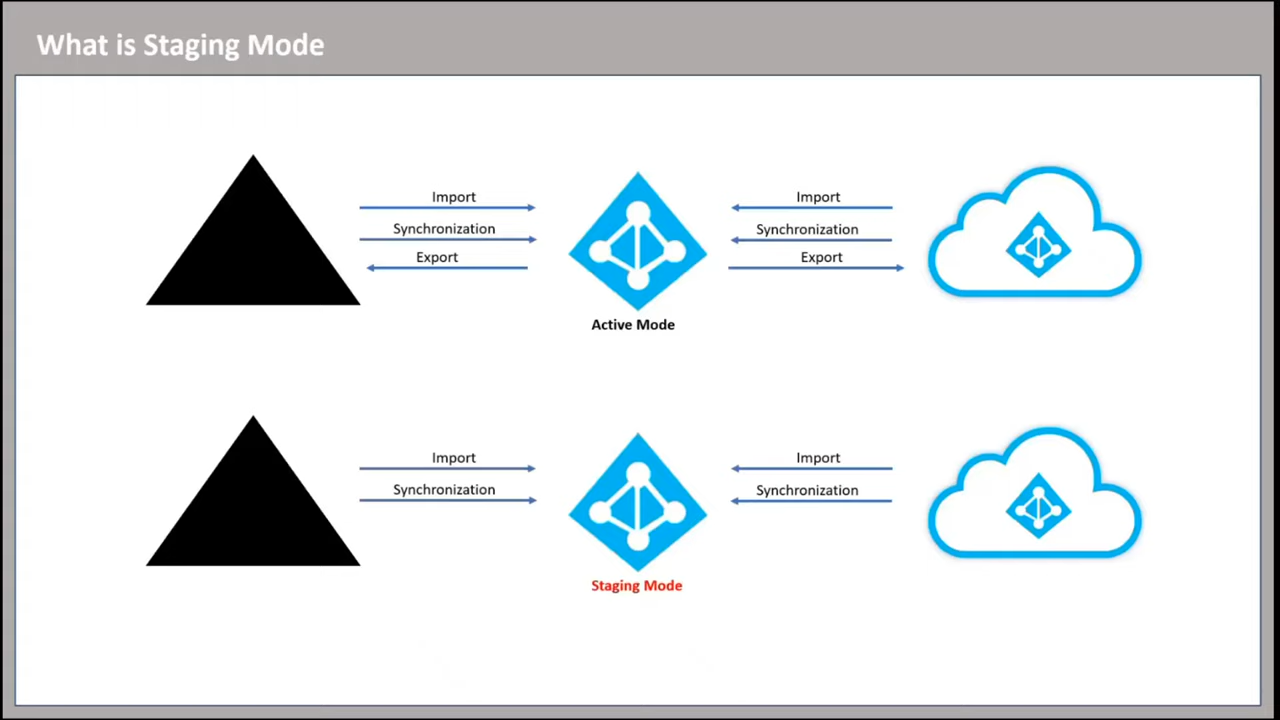 What is Staging Mode
Import
Import
Synchronization
Synchronization
Export
Export
Active Mode
Import
Import
Synchronization
Synchronization
Staging Mode